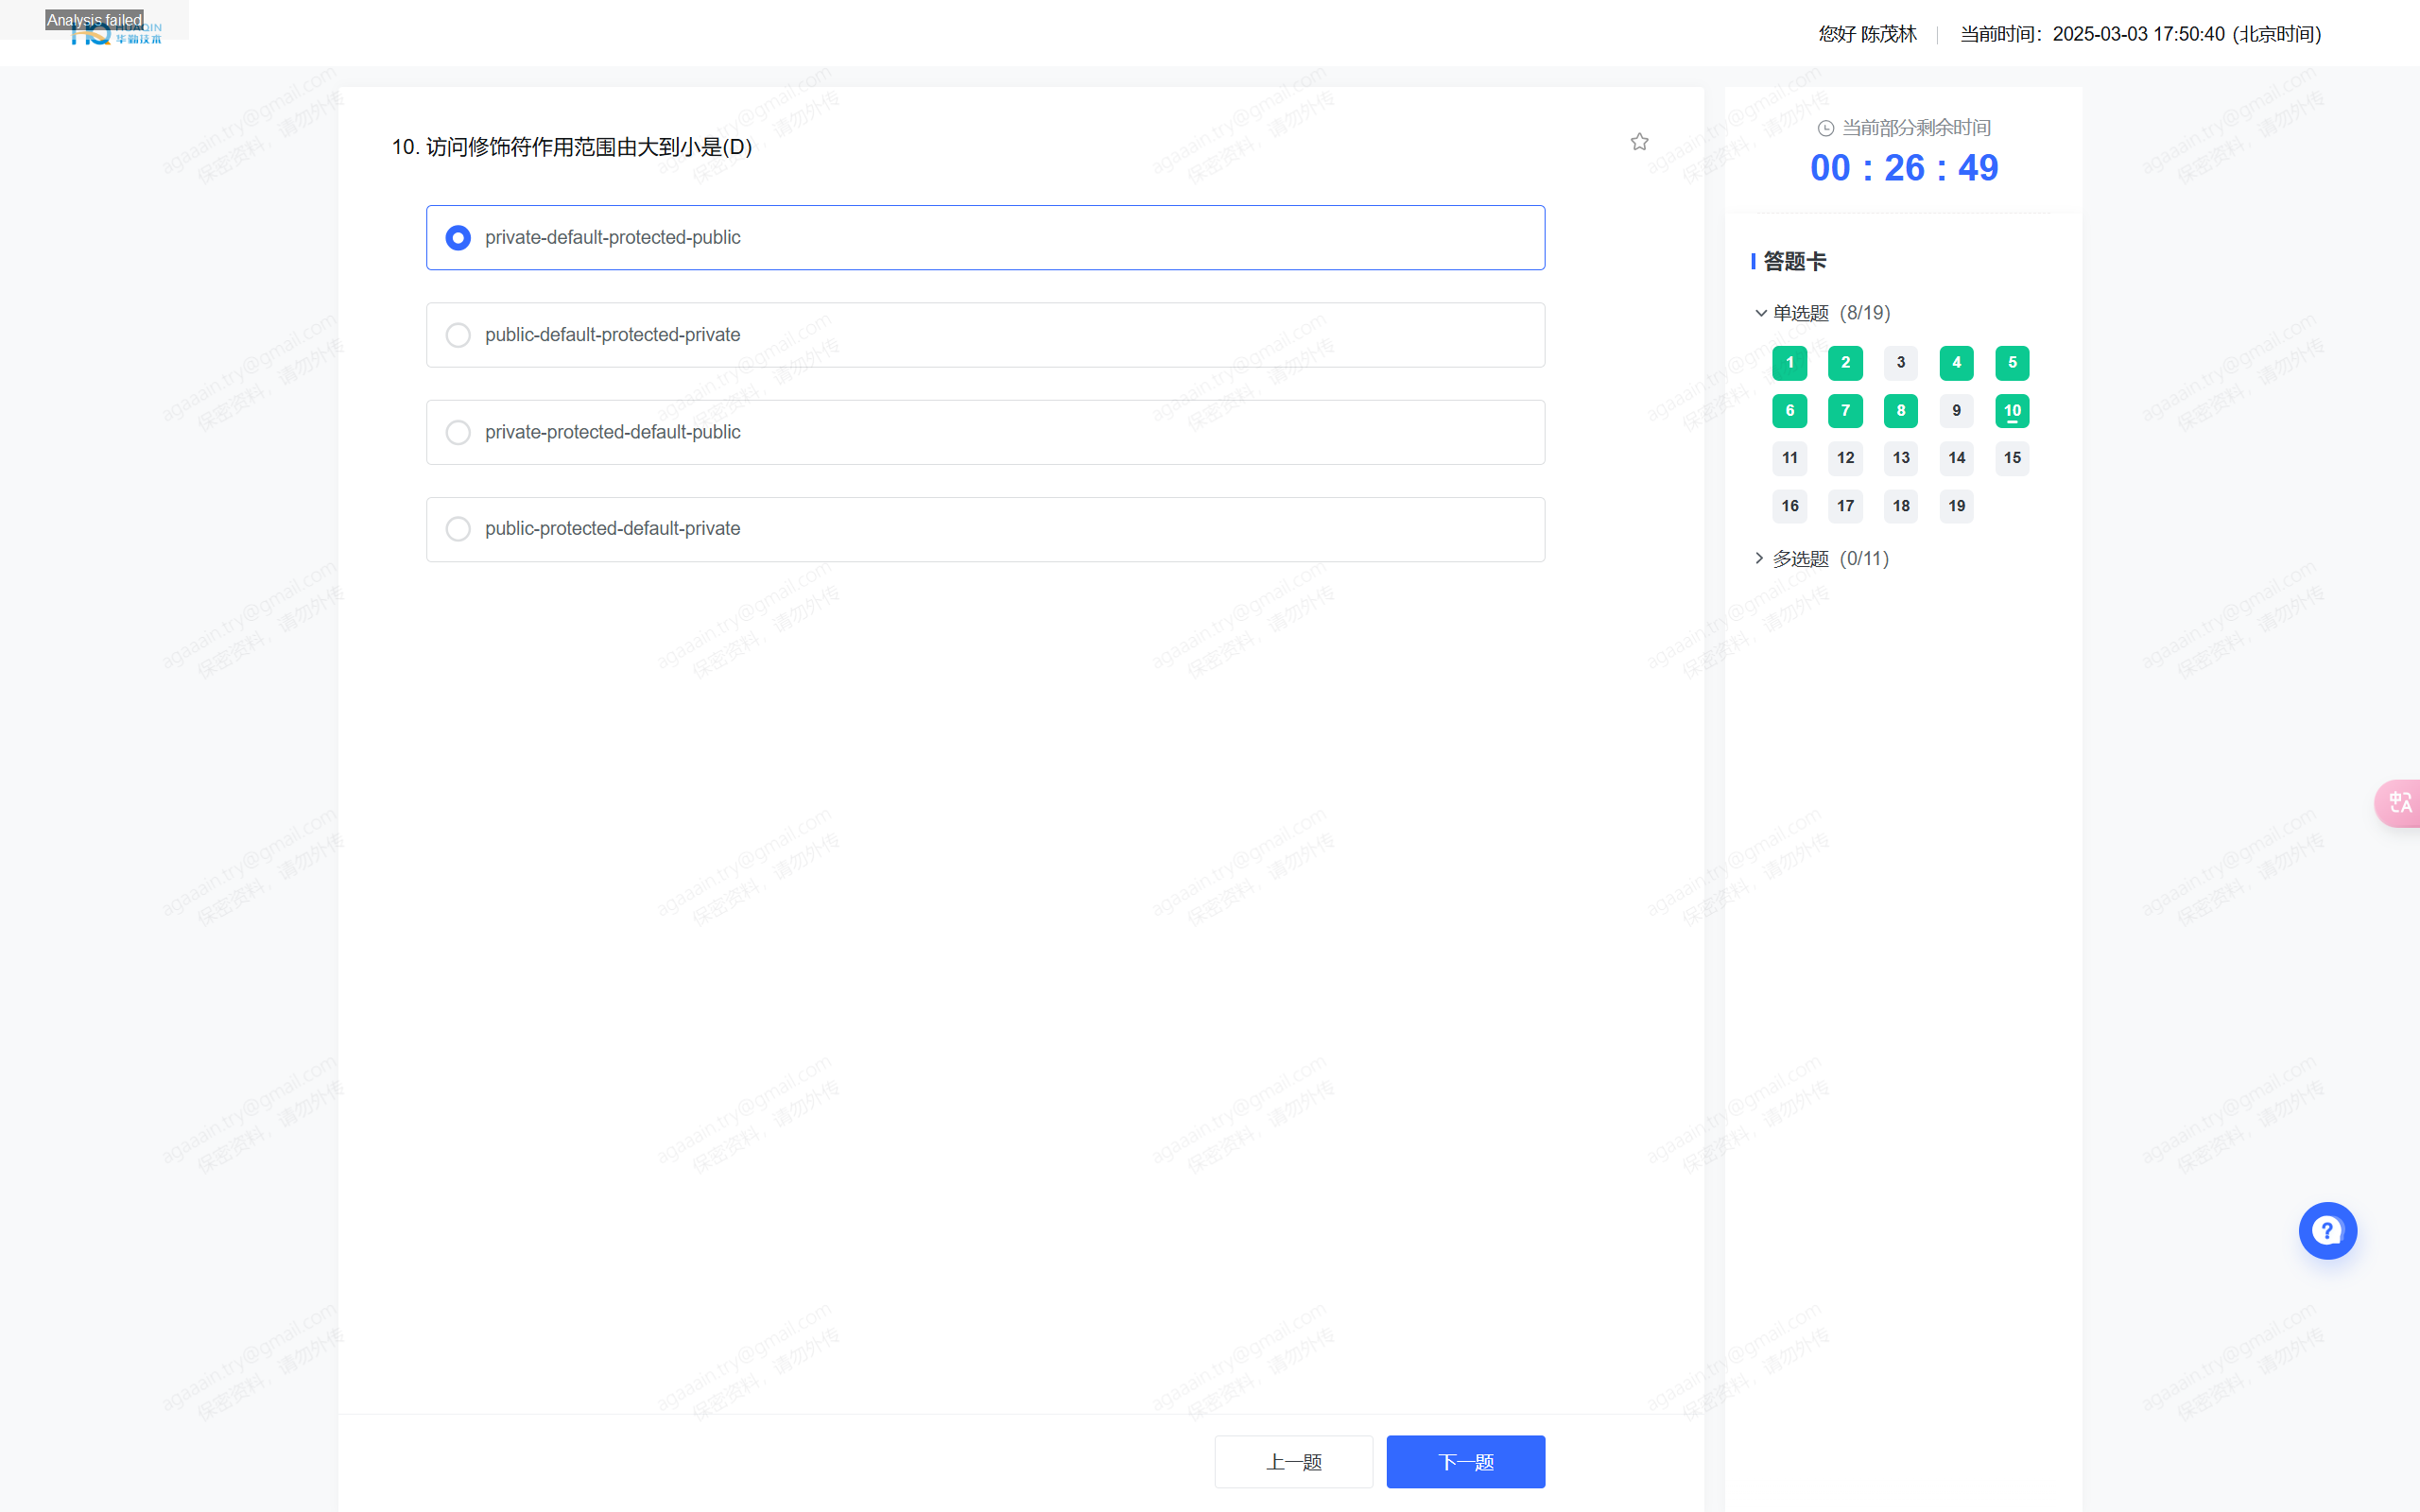 Analysis failed
HUAQIN
华勤技术
您好 陈茂林
当前时间：2025-03-03 17:50:40 (北京时间)
10. 访问修饰符作用范围由大到小是(D)
private-default-protected-public
public-default-protected-private
private-protected-default-public
public-protected-default-private
上一题
下一题
当前部分剩余时间
00 : 26 : 49
答题卡
单选题 (8/19)
1 2 3 4 5
6 7 8 9 10
11 12 13 14 15
16 17 18 19
多选题 (0/11)
agaaain.try@gmail.com
保密资料，请勿外传